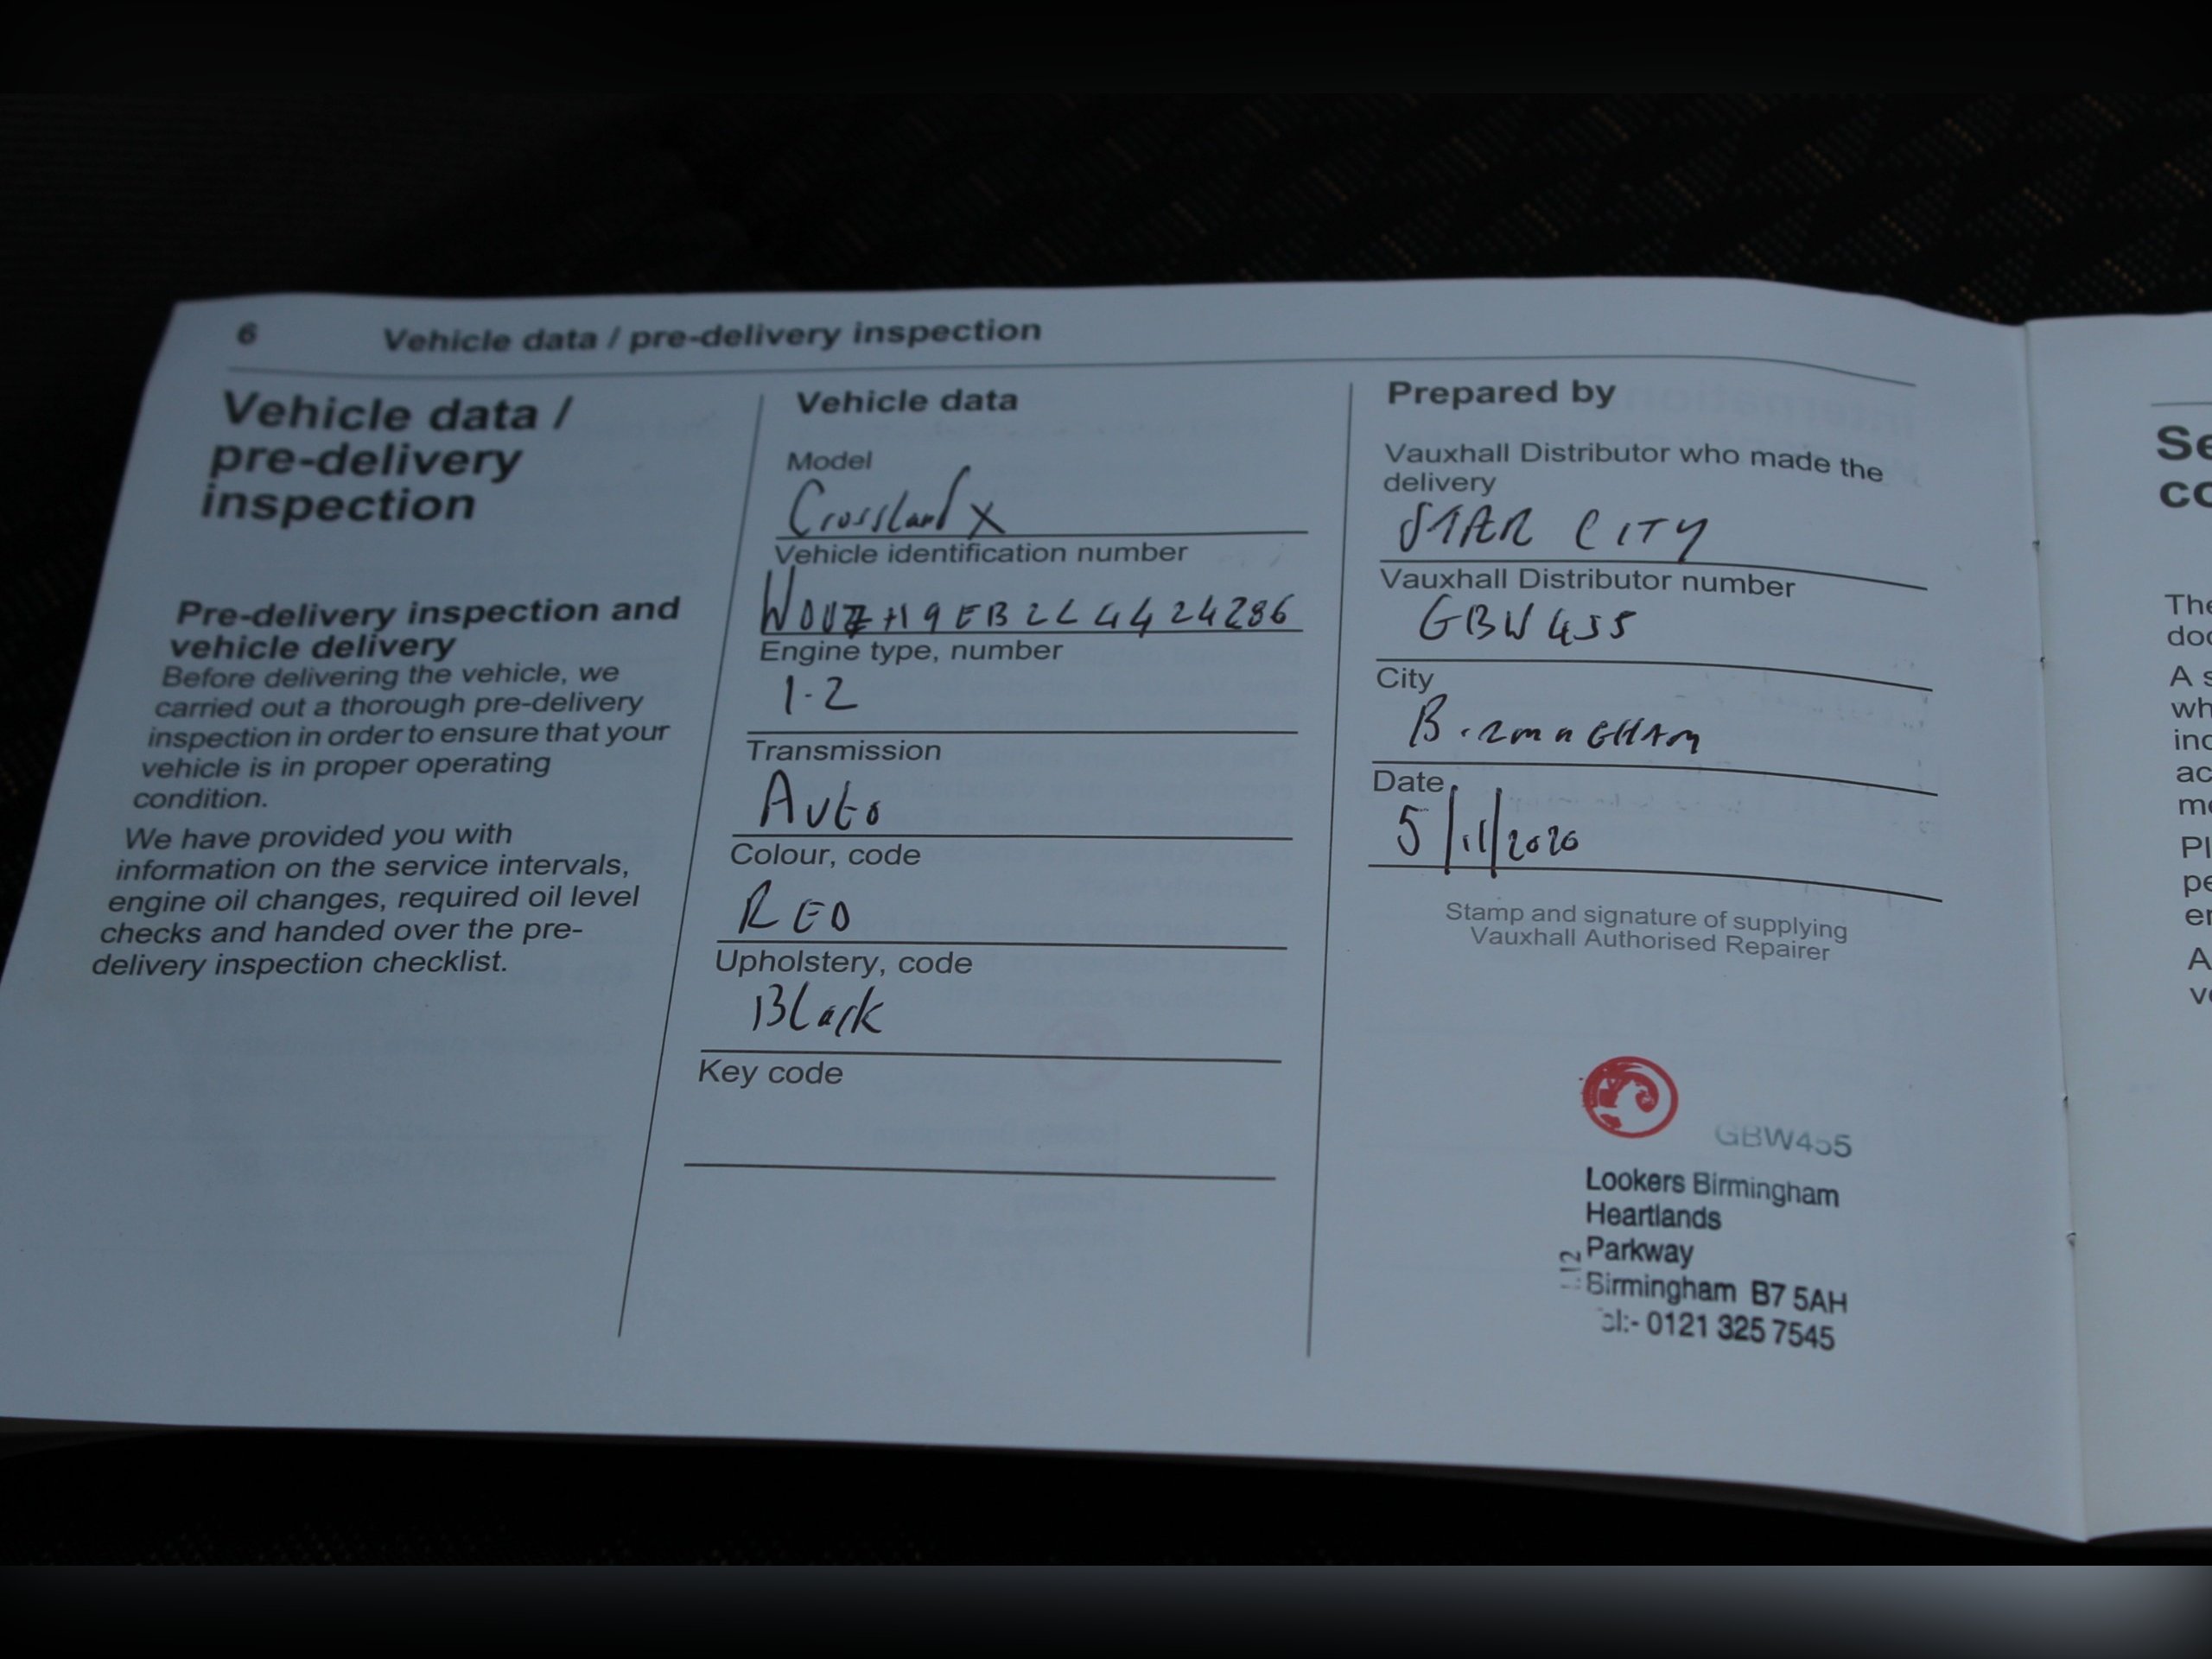 6 Vehicle data / pre-delivery inspection
Vehicle data /
pre-delivery
inspection
Pre-delivery inspection and
vehicle delivery
Before delivering the vehicle, we
carried out a thorough pre-delivery
inspection in order to ensure that your
vehicle is in proper operating
condition.
We have provided you with
information on the service intervals,
engine oil changes, required oil level
checks and handed over the pre-
delivery inspection checklist.
Vehicle data
Model
Crossland X
Vehicle identification number
W0VZH9EB2L4424286
Engine type, number
1.2
Transmission
Auto
Colour, code
RED
Upholstery, code
Black
Key code
Prepared by
Vauxhall Distributor who made the
delivery
STAR CITY
Vauxhall Distributor number
GBW455
City
Date
5/11/2020
Stamp and signature of supplying
Vauxhall Authorised Repairer
GBW455
Lookers Birmingham
Heartlands
Parkway
Birmingham B7 5AH
0121 325 7545
The
A